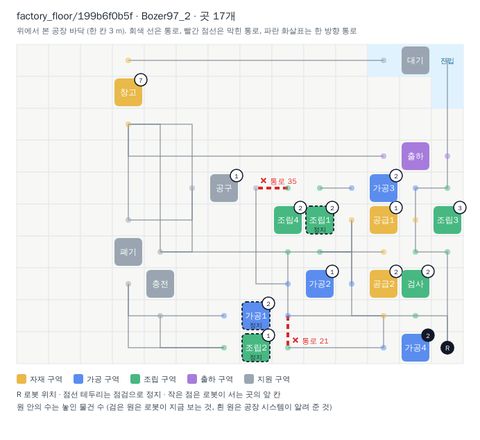 factory_floor/199b6f0b5f · Bozer97_2 · 곳 17개
위에서 본 공장 바닥 (한 칸 3 m). 회색 선은 통로, 빨간 점선은 막힌 통로, 파란 화살표는 한 방향 통로
대기
진입
창고
7
출하
공구
1
통로 35
가공3
2
조립4
2
조립1
2
정지
공급1
1
조립3
3
폐기
충전
가공2
1
공급2
2
검사
2
가공1
2
정지
조립2
1
정지
통로 21
가공4
2
R
자재 구역
가공 구역
조립 구역
출하 구역
지원 구역
R 로봇 위치 · 점선 테두리는 점검으로 정지 · 작은 점은 로봇이 서는 곳의 앞 칸
원 안의 수는 놓인 물건 수 (검은 원은 로봇이 지금 보는 것, 흰 원은 공장 시스템이 알려 준 것)